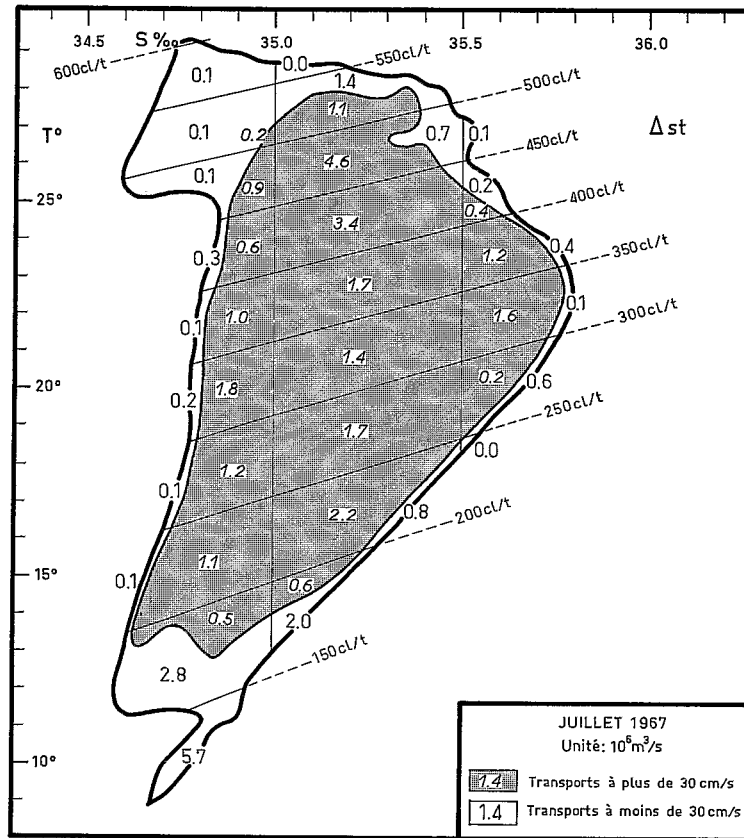 34.5 S‰ 35.0 35.5 36.0
600cl/t 0.0 550cl/t
0.1 1.4 500cl/t
1.1
T° 0.1 0.2 0.7 0.1 Δst
450cl/t
4.6
0.1 0.9 0.2 400cl/t
25° 0.4
3.4
0.3 0.6 1.2 0.4 350cl/t
1.7
0.1 1.0 1.6 0.1 300cl/t
1.4
20° 0.2 1.8 0.2 0.6
250cl/t
1.7
0.1 1.2 0.0
2.2 0.8 200cl/t
15° 0.1 1.1
0.6
0.5 2.0
150cl/t
2.8
10° 5.7
JUILLET 1967
Unité: 10⁶m³/s
1.4 Transports à plus de 30 cm/s
1.4 Transports à moins de 30 cm/s